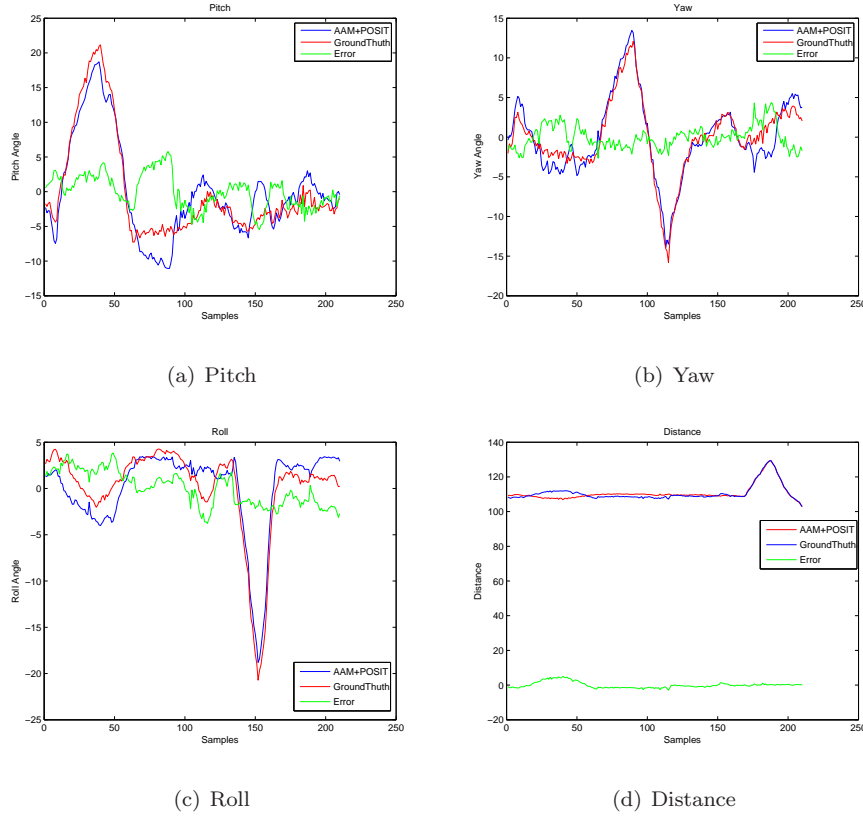 Pitch
25
20
15
10
5
0
−5
−10
−15
0 50 100 150 200 250
Samples
Pitch Angle
AAM+POSIT
GroundThuth
Error
(a) Pitch
Yaw
15
10
5
0
−5
−10
−15
−20
0 50 100 150 200 250
Samples
Yaw Angle
AAM+POSIT
GroundThuth
Error
(b) Yaw
Roll
5
0
−5
−10
−15
−20
−25
0 50 100 150 200 250
Samples
Roll Angle
AAM+POSIT
GroundThuth
Error
(c) Roll
Distance
140
120
100
80
60
40
20
0
−20
0 50 100 150 200 250
Samples
Distance
AAM+POSIT
GroundThuth
Error
(d) Distance